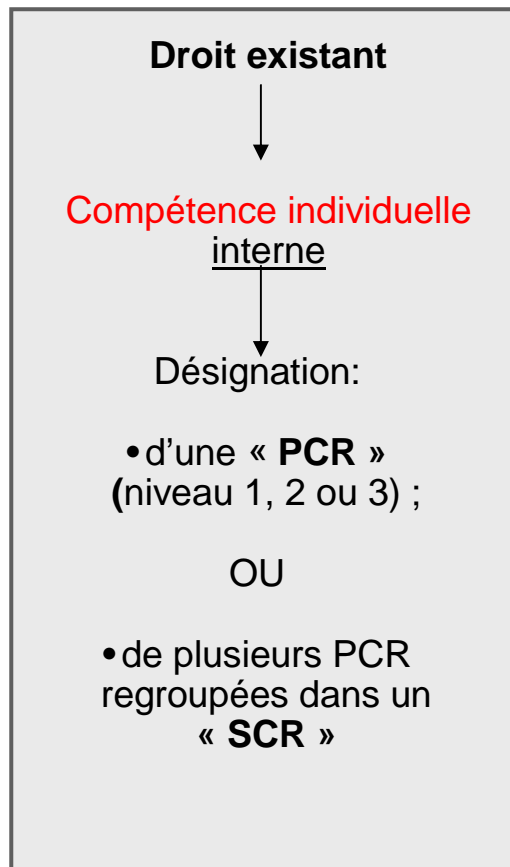 Droit existant
Compétence individuelle
interne
Désignation:
•d'une « PCR »
(niveau 1, 2 ou 3) ;
OU
•de plusieurs PCR
regroupées dans un
« SCR »